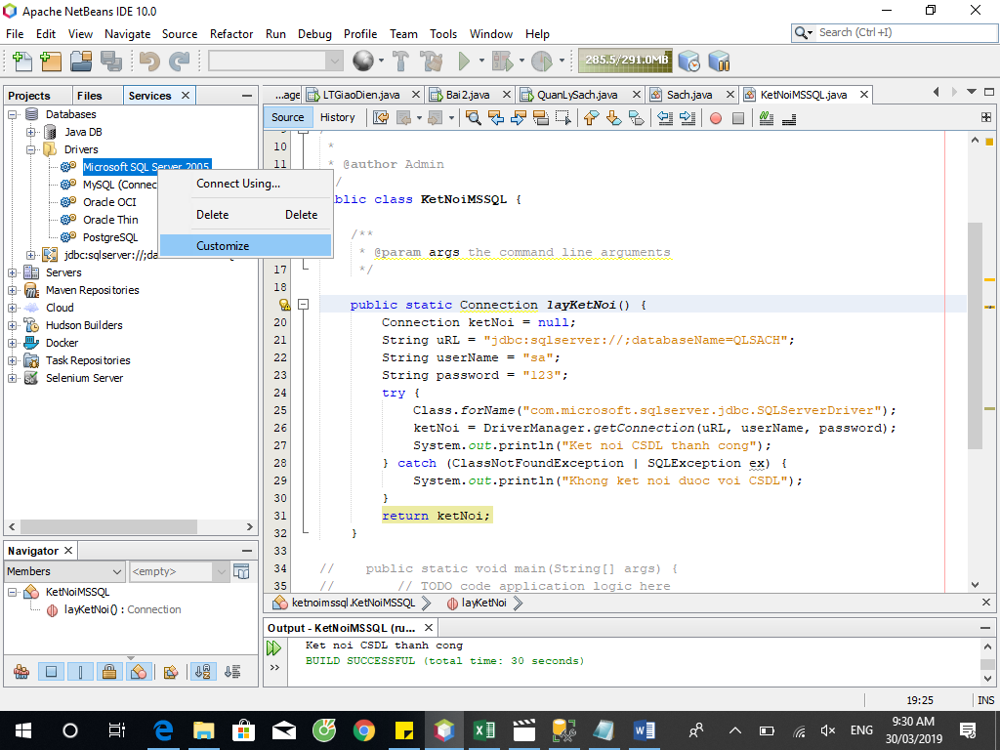 Apache NetBeans IDE 10.0
File Edit View Navigate Source Refactor Run Debug Profile Team Tools Window Help
Search (Ctrl+I)
285.5/291.0MB
Projects Files Services
Databases
Java DB
Drivers
Microsoft SQL Server 2005
MySQL (Connec
Oracle OCI
Oracle Thin
PostgreSQL
jdbc:sqlserver://;da
Servers
Maven Repositories
Cloud
Hudson Builders
Docker
Task Repositories
Selenium Server
Connect Using...
Delete Delete
Customize
...age LTGiaoDien.java Bai2.java QuanLySach.java Sach.java KetNoiMSSQL.java
Source History
10 *
11 * @author Admin
/
blic class KetNoiMSSQL {
/**
* @param args the command line arguments
17 */
18
public static Connection layKetNoi() {
20 Connection ketNoi = null;
21 String uRL = "jdbc:sqlserver://;databaseName=QLSACH";
22 String userName = "sa";
23 String password = "123";
24 try {
25 Class.forName("com.microsoft.sqlserver.jdbc.SQLServerDriver");
26 ketNoi = DriverManager.getConnection(uRL, userName, password);
27 System.out.println("Ket noi CSDL thanh cong");
28 } catch (ClassNotFoundException | SQLException ex) {
29 System.out.println("Khong ket noi duoc voi CSDL");
30 }
31 return ketNoi;
32 }
33
34 // public static void main(String[] args) {
35 // // TODO code application logic here
ketnoimssql.KetNoiMSSQL layKetNoi
Navigator
Members <empty>
KetNoiMSSQL
layKetNoi() : Connection
Output - KetNoiMSSQL (ru...
Ket noi CSDL thanh cong
BUILD SUCCESSFUL (total time: 30 seconds)
19:25 INS
ENG
9:30 AM
30/03/2019